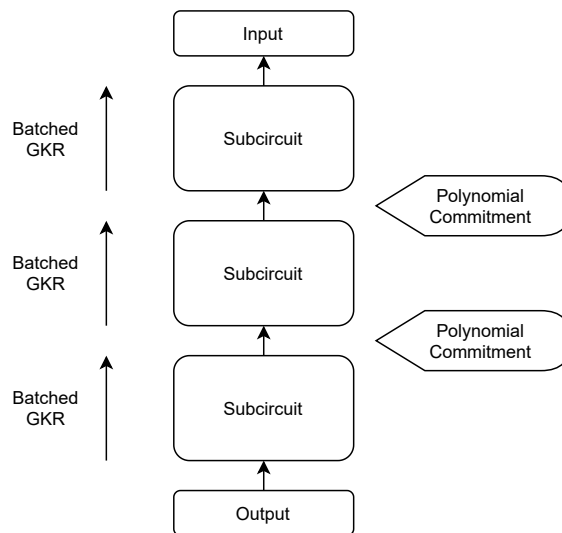 Input
Batched
GKR
Subcircuit
Polynomial
Commitment
Batched
GKR
Subcircuit
Polynomial
Commitment
Batched
GKR
Subcircuit
Output